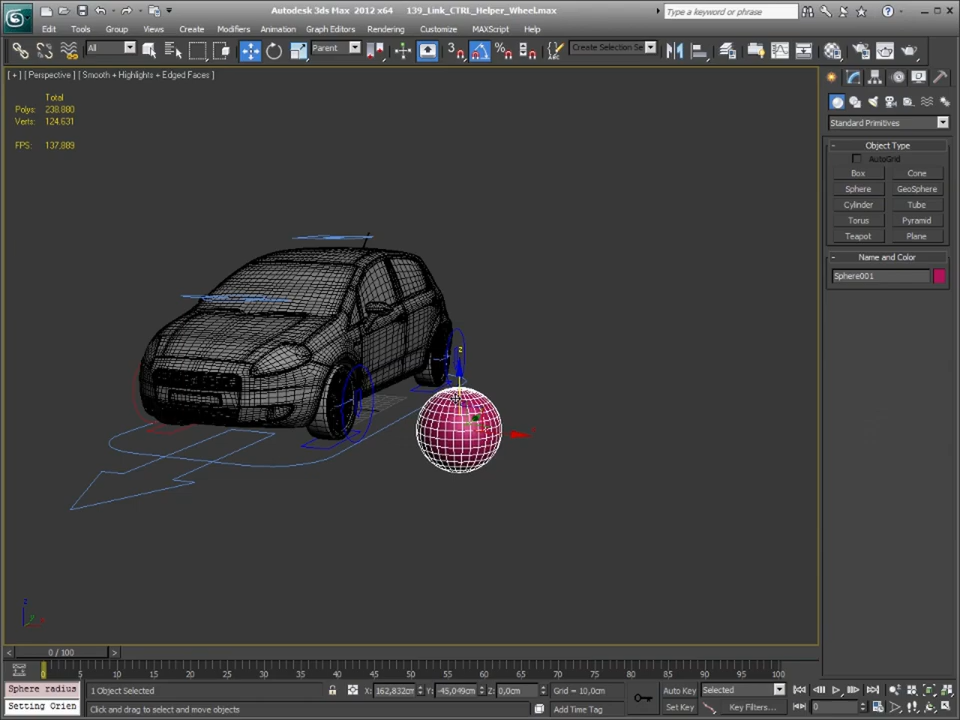 Autodesk 3ds Max 2012 x64    139_Link_CTRL_Helper_Wheel.max
Type a keyword or phrase
Edit Tools Group Views Create Modifiers Animation Graph Editors Rendering Customize MAXScript Help
All
Parent
Create Selection Se
[ + ] [ Perspective ] [ Smooth + Highlights + Edged Faces ]
Total
Polys: 238.880
Verts: 124.631
FPS: 137,889
Standard Primitives
- Object Type
AutoGrid
Box Cone
Sphere GeoSphere
Cylinder Tube
Torus Pyramid
Teapot Plane
- Name and Color
Sphere001
z
x
z
< 0 / 100 >
0 5 10 15 20 25 30 35 40 45 50 55 60 65 70 75 80 85 90 95 100
Sphere radius
1 Object Selected
X: 162,832cm Y: -45,049cm Z: 0,0cm
Grid = 10,0cm
Auto Key
Selected
Setting Orien
Click and drag to select and move objects
Add Time Tag
Set Key
Key Filters...
0